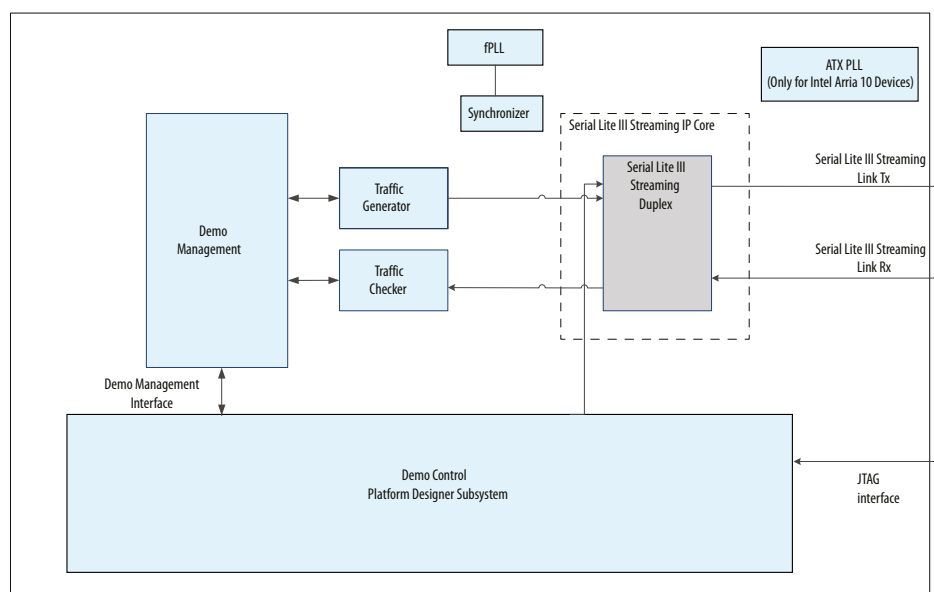 fPLL
ATX PLL
(Only for Intel Arria 10 Devices)
Synchronizer
Serial Lite III Streaming IP Core
Serial Lite III
Streaming
Duplex
Serial Lite III Streaming
Link Tx
Traffic
Generator
Demo
Management
Serial Lite III Streaming
Link Rx
Traffic
Checker
Demo Management
Interface
Demo Control
Platform Designer Subsystem
JTAG
interface